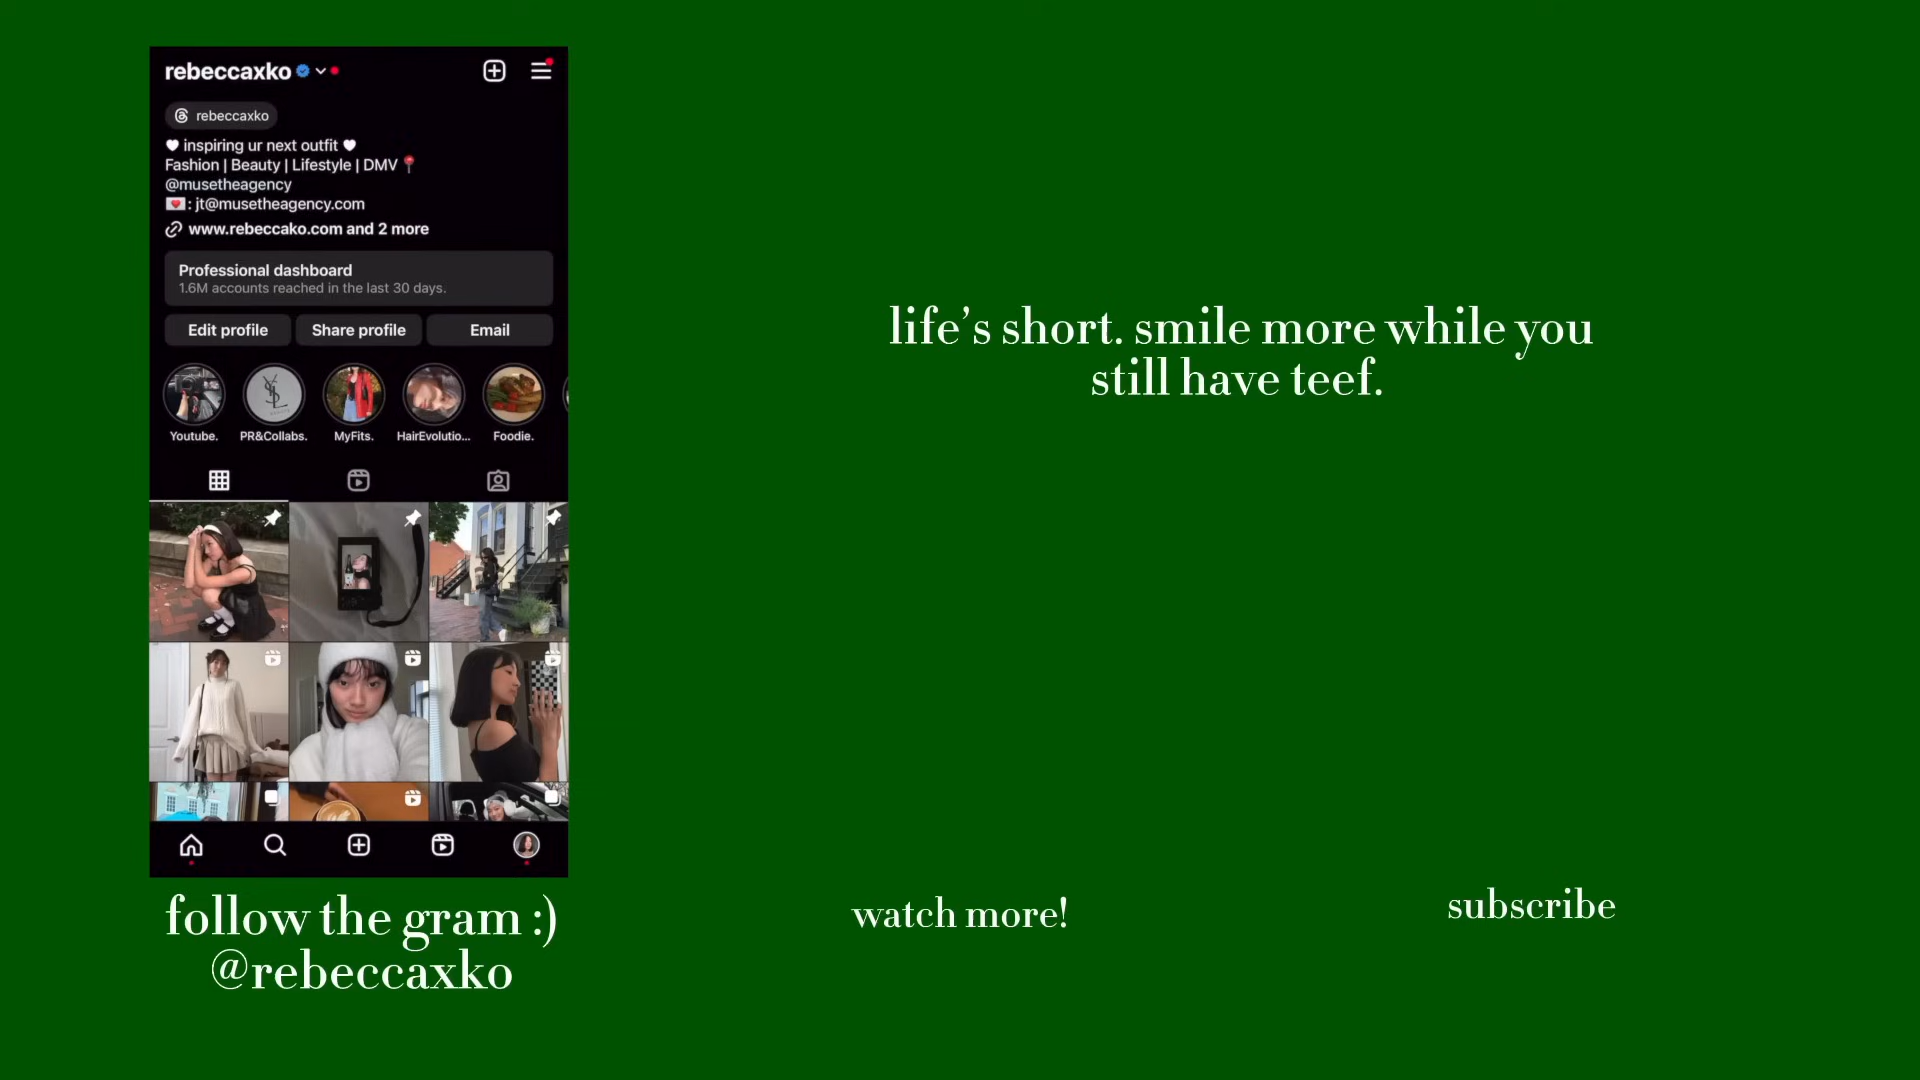 rebeccaxko
rebeccaxko
🤍 inspiring ur next outfit 🤍
Fashion | Beauty | Lifestyle | DMV 📍
@musetheagency
💌 : jt@musetheagency.com
www.rebeccako.com and 2 more
Professional dashboard
1.6M accounts reached in the last 30 days.
Edit profile
Share profile
Email
YSL
Youtube.
PR&Collabs.
MyFits.
HairEvolutio...
Foodie.
life's short. smile more while you
still have teef.
follow the gram :)
@rebeccaxko
watch more!
subscribe